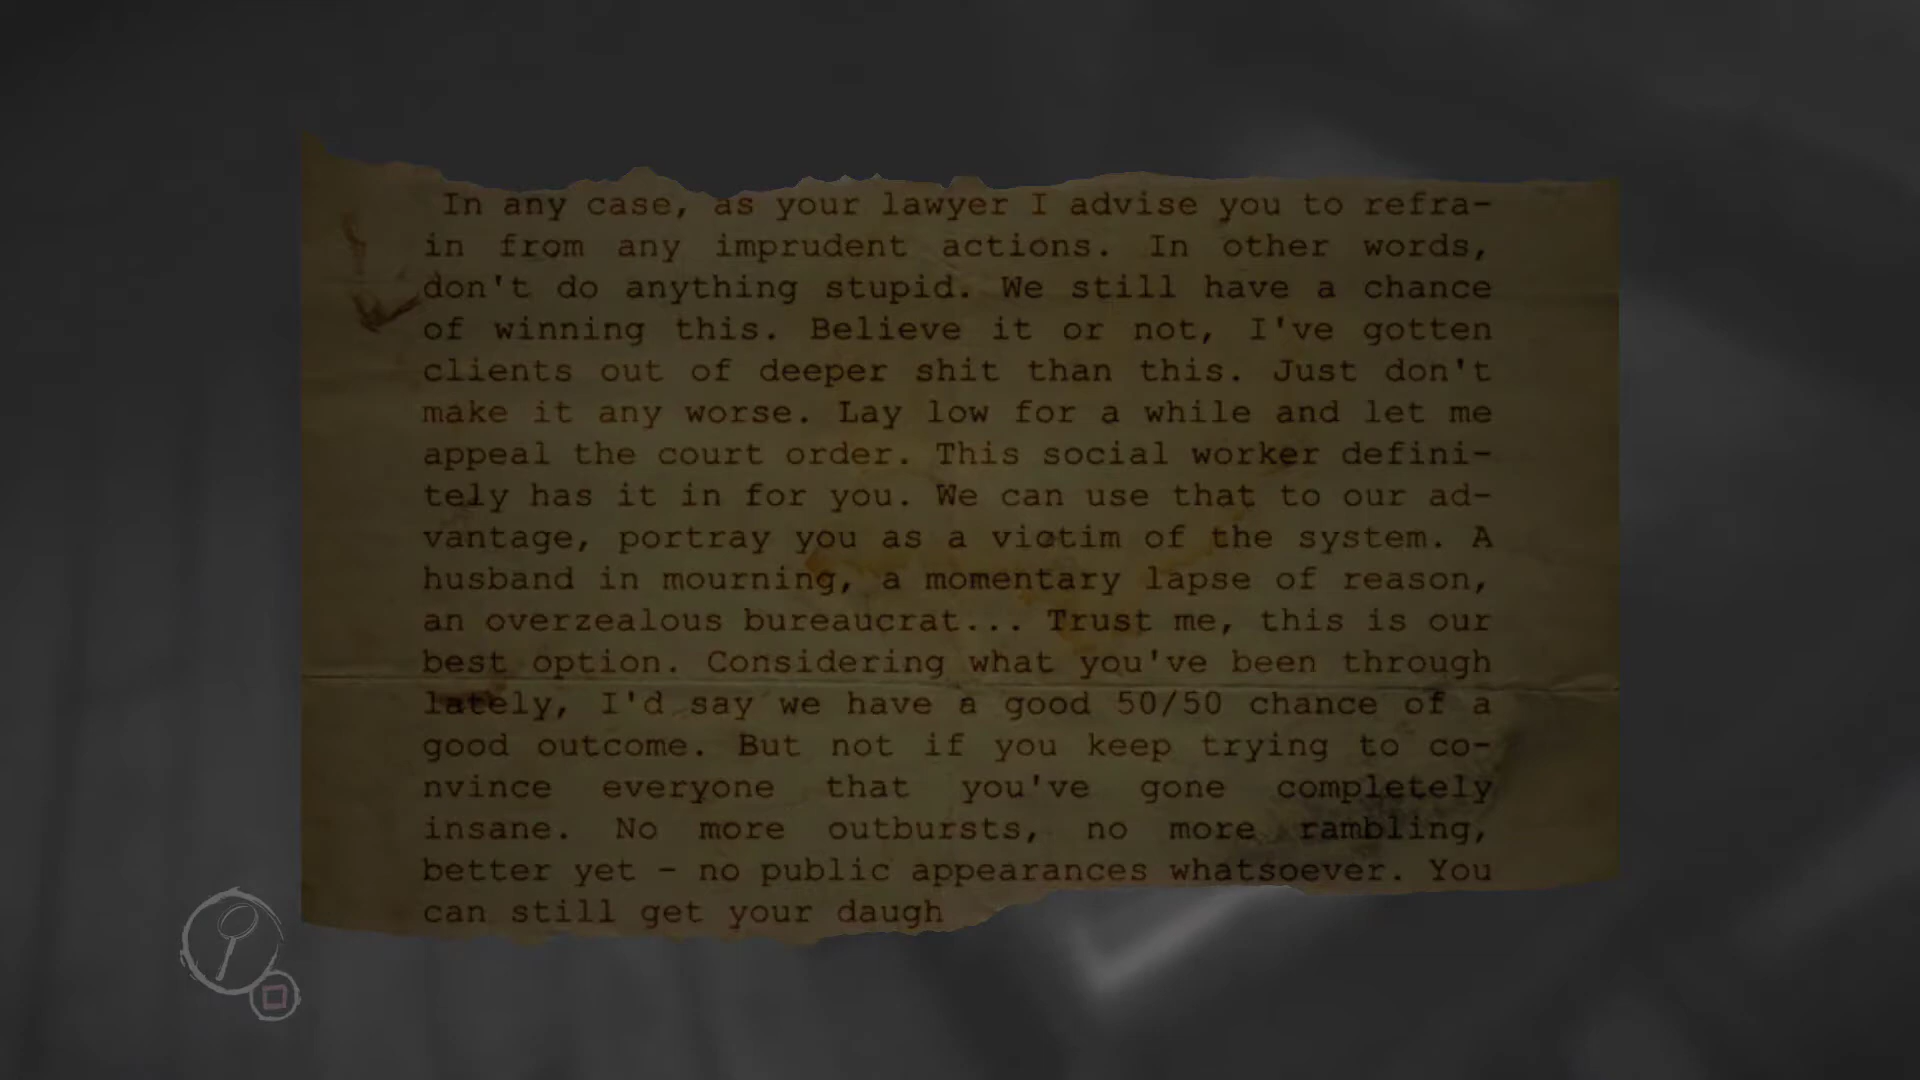 In any case, as your lawyer I advise you to refra-
in from any imprudent actions. In other words,
don't do anything stupid. We still have a chance
of winning this. Believe it or not, I've gotten
clients out of deeper shit than this. Just don't
make it any worse. Lay low for a while and let me
appeal the court order. This social worker defini-
tely has it in for you. We can use that to our ad-
vantage, portray you as a victim of the system. A
husband in mourning, a momentary lapse of reason,
an overzealous bureaucrat... Trust me, this is our
best option. Considering what you've been through
lately, I'd say we have a good 50/50 chance of a
good outcome. But not if you keep trying to co-
nvince everyone that you've gone completely
insane. No more outbursts, no more rambling,
better yet - no public appearances whatsoever. You
can still get your daugh